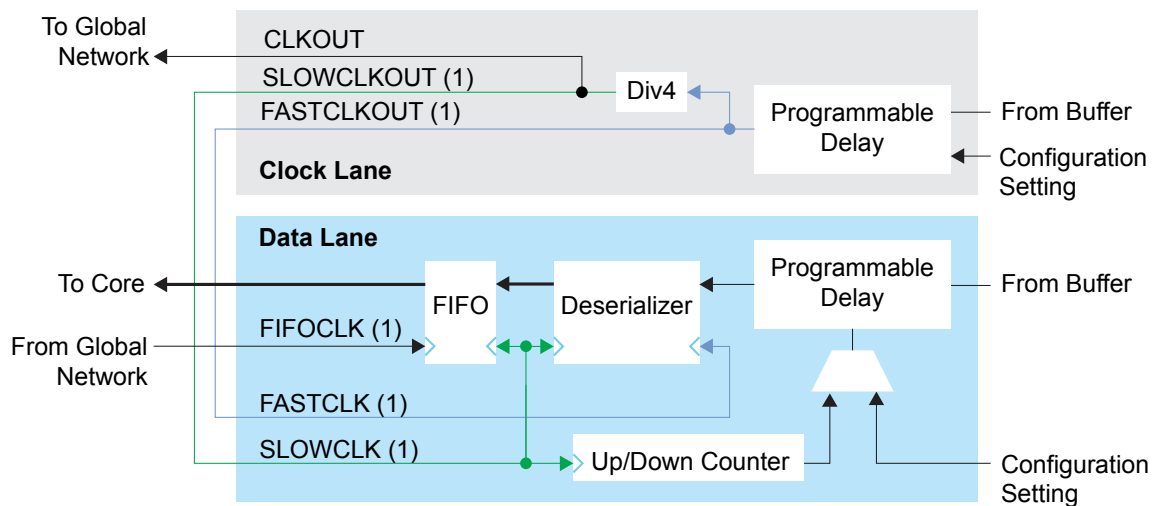 To Global
Network
CLKOUT
SLOWCLKOUT (1)
FASTCLKOUT (1)
Div4
Programmable
Delay
From Buffer
Configuration
Setting
Clock Lane
Data Lane
To Core
FIFO
Deserializer
Programmable
Delay
From Buffer
FIFOCLK (1)
From Global
Network
FASTCLK (1)
SLOWCLK (1)
Up/Down Counter
Configuration
Setting